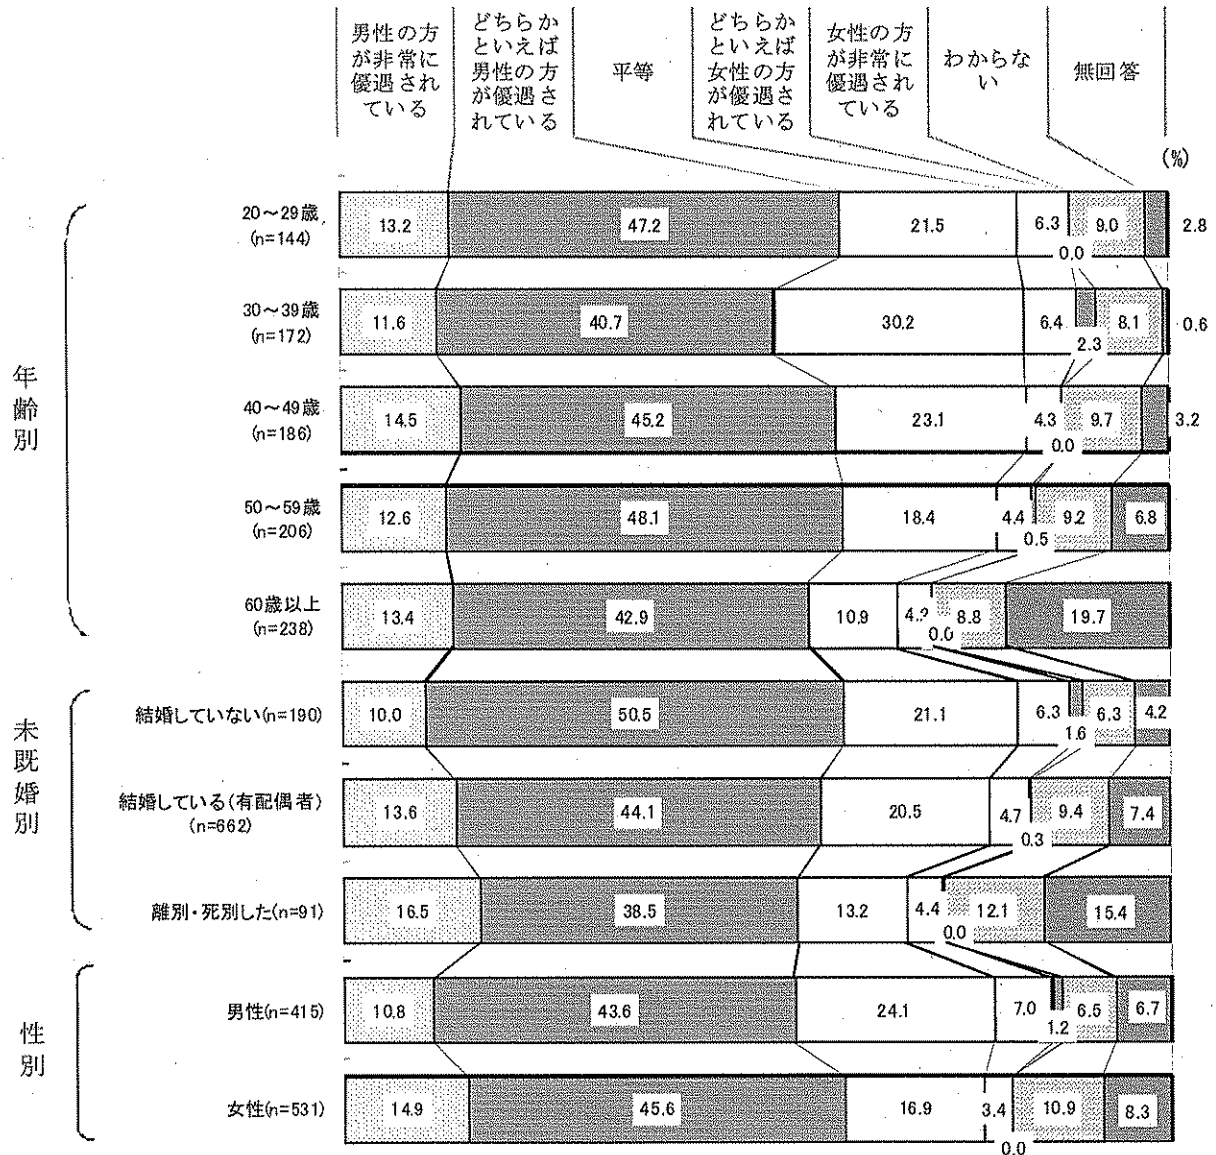 男性の方
が非常に
優遇され
ている
どちらか
といえば
男性の方
が優遇さ
れている
平等
どちらか
といえば
女性の方
が優遇さ
れている
女性の方
が非常に
優遇され
ている
わからな
い
無回答
(%)
年齢別
20～29歳
(n=144)
13.2 47.2 21.5 6.3 0.0 9.0 2.8
30～39歳
(n=172)
11.6 40.7 30.2 6.4 2.3 8.1 0.6
40～49歳
(n=186)
14.5 45.2 23.1 4.3 0.0 9.7 3.2
50～59歳
(n=206)
12.6 48.1 18.4 4.4 0.5 9.2 6.8
60歳以上
(n=238)
13.4 42.9 10.9 0.0 8.8 19.7
未既婚別
結婚していない(n=190)
10.0 50.5 21.1 6.3 1.6 6.3 4.2
結婚している(有配偶者)
(n=662)
13.6 44.1 20.5 4.7 0.3 9.4 7.4
離別・死別した(n=91)
16.5 38.5 13.2 4.4 0.0 12.1 15.4
性別
男性(n=415)
10.8 43.6 24.1 7.0 1.2 6.5 6.7
女性(n=531)
14.9 45.6 16.9 3.4 0.0 10.9 8.3